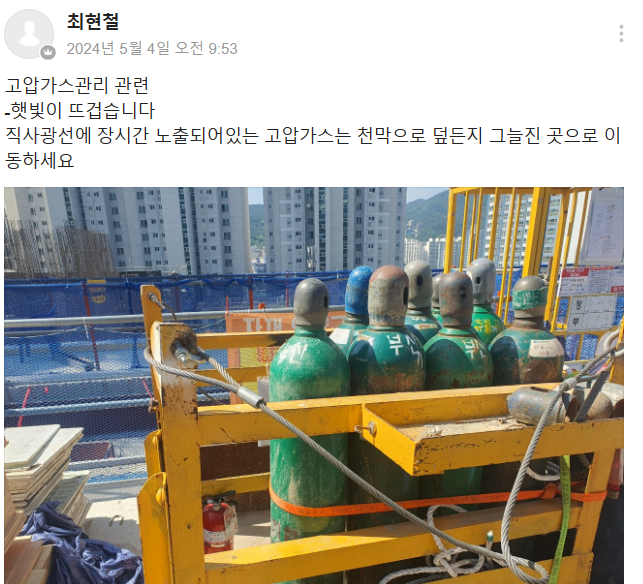 최현철
2024년 5월 4일 오전 9:53
고압가스관리 관련
-햇빛이 뜨겁습니다
직사광선에 장시간 노출되어있는 고압가스는 천막으로 덮든지 그늘진 곳으로 이
동하세요
부산
부